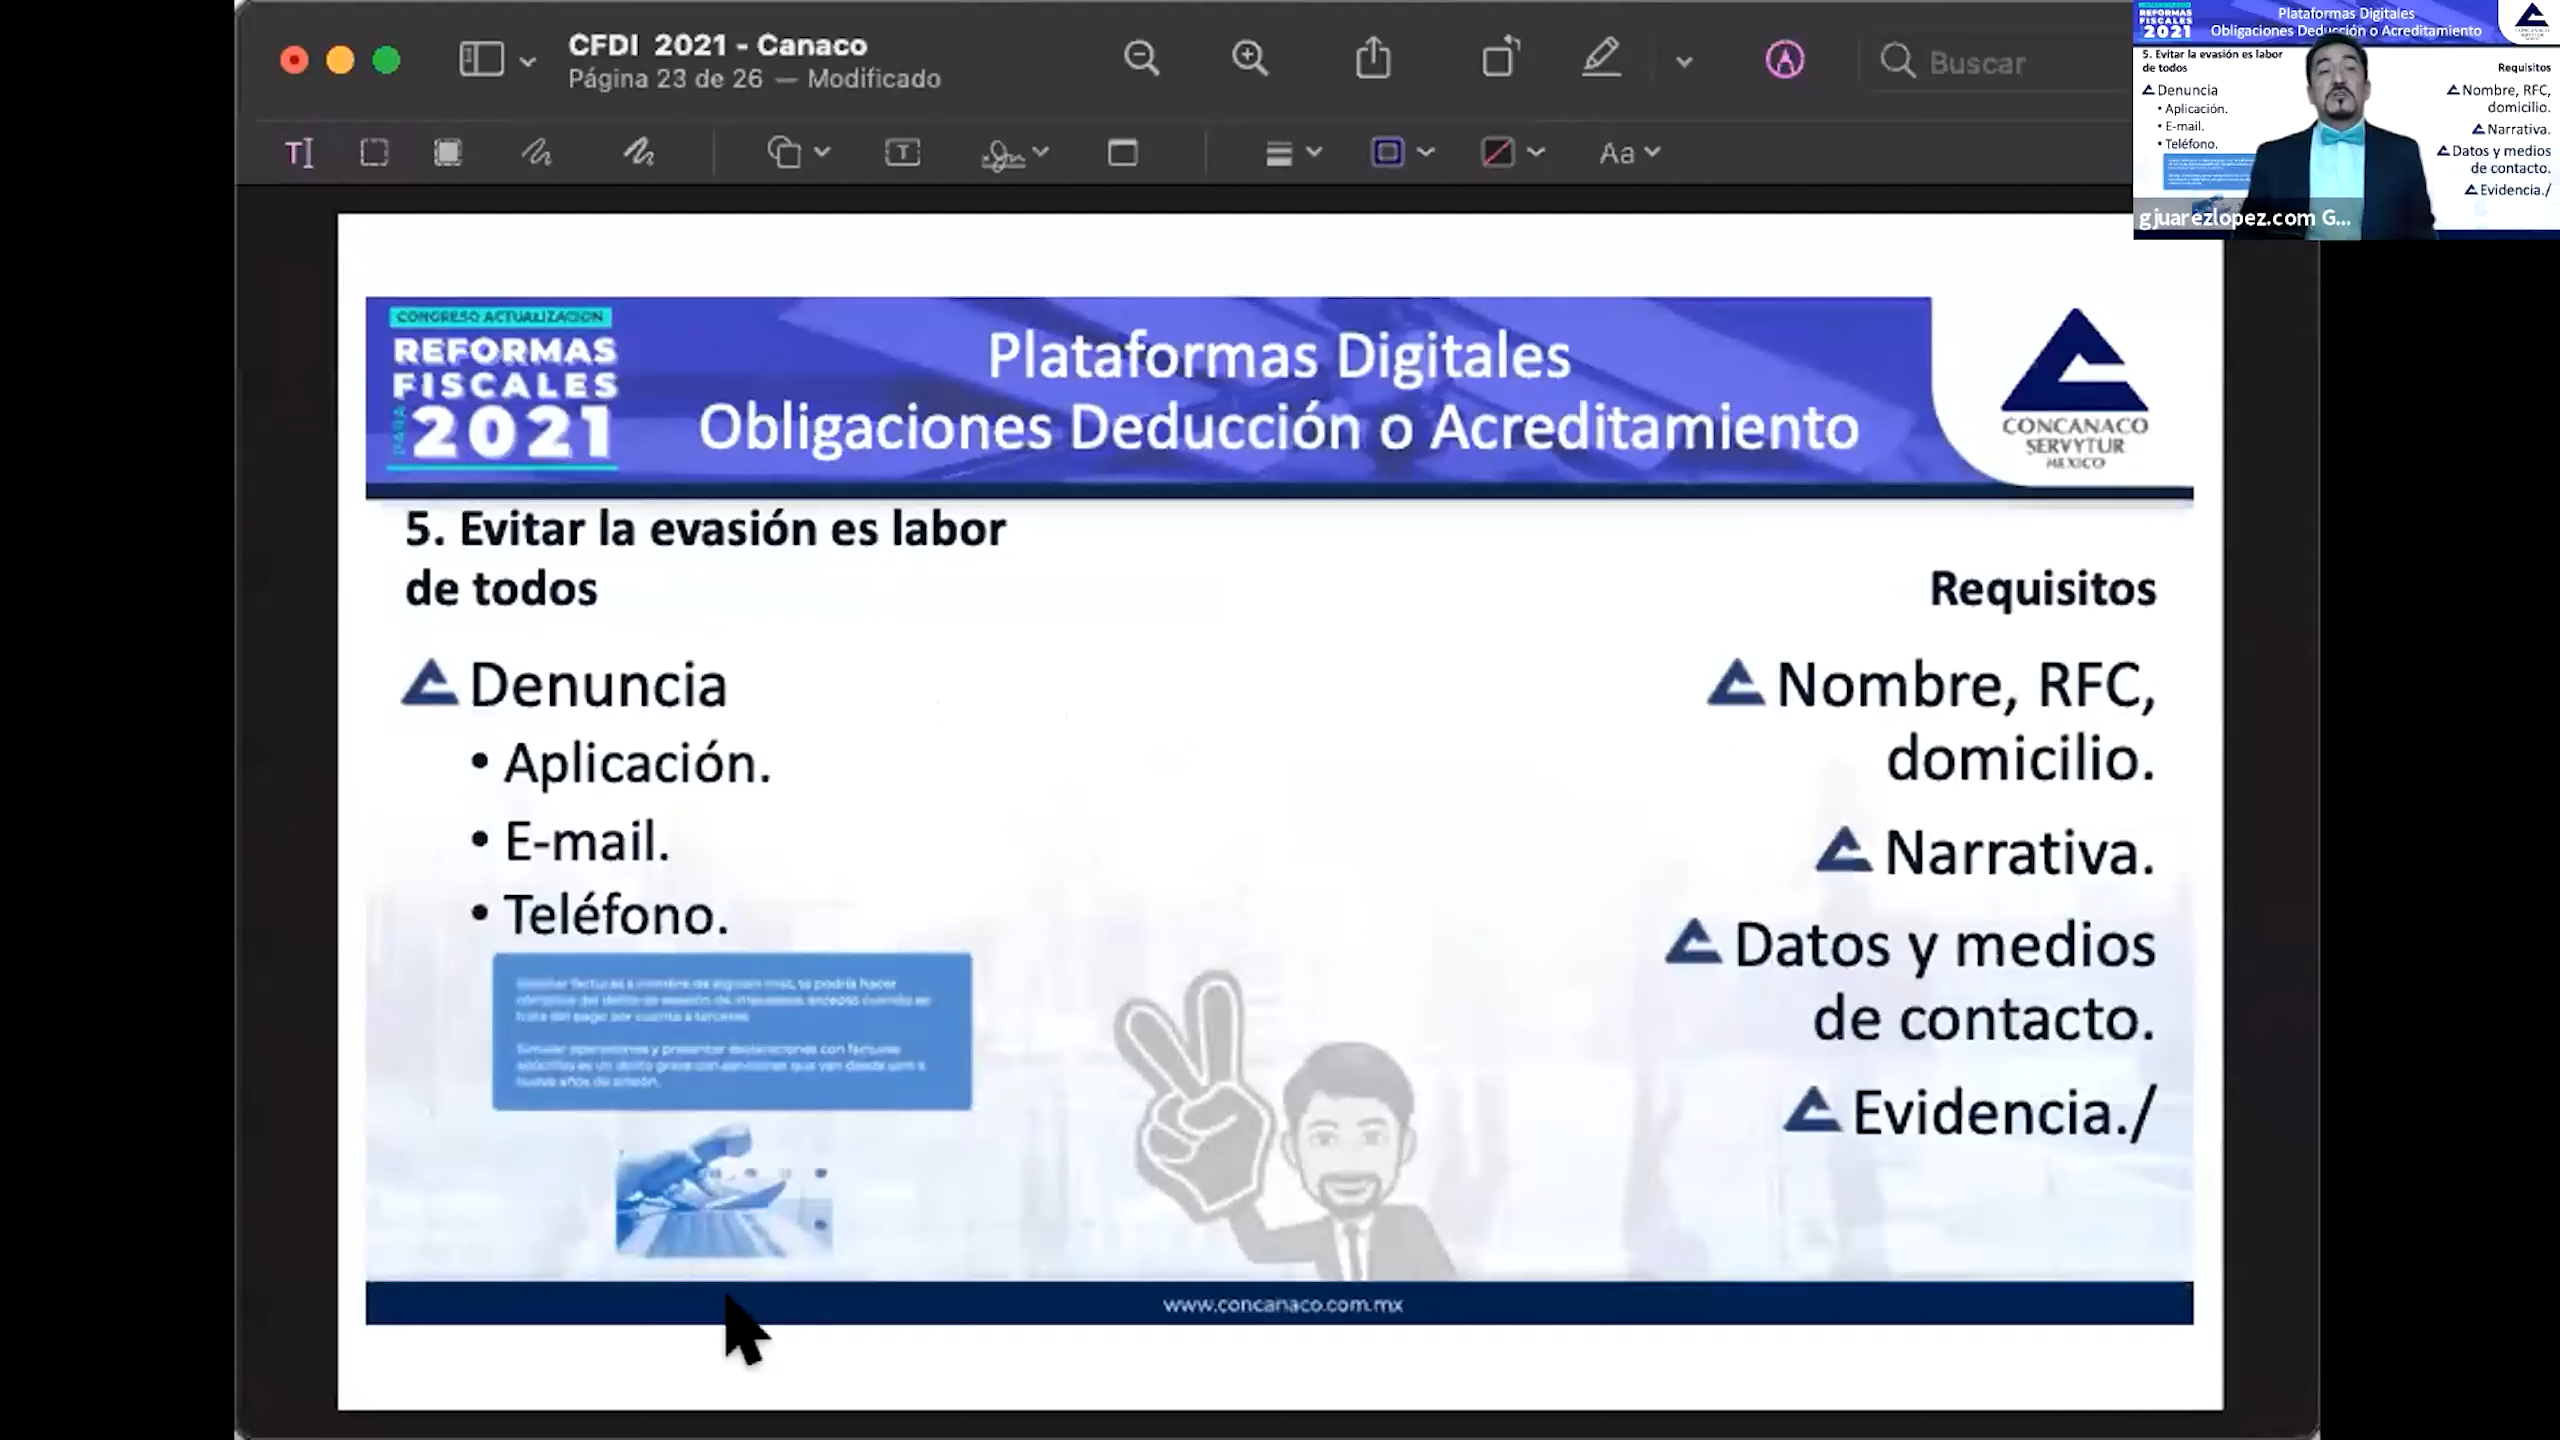 CFDI 2021 - Canaco
Página 23 de 26 — Modificado
Buscar
Aa
CONGRESO ACTUALIZACIÓN
REFORMAS
FISCALES
PARA
2021
Plataformas Digitales
Obligaciones Deducción o Acreditamiento
CONCANACO
SERVYTUR
MEXICO
5. Evitar la evasión es labor
de todos
Denuncia
• Aplicación.
• E-mail.
• Teléfono.
Requisitos
Nombre, RFC,
domicilio.
Narrativa.
Datos y medios
de contacto.
Evidencia./
www.concanaco.com.mx
REFORMAS
FISCALES
2021
Plataformas Digitales
Obligaciones Deducción o Acreditamiento
5. Evitar la evasión es labor
de todos
Denuncia
• Aplicación.
• E-mail.
• Teléfono.
Requisitos
Nombre, RFC,
domicilio.
Narrativa.
Datos y medios
de contacto.
Evidencia./
gjuarezlopez.com G...